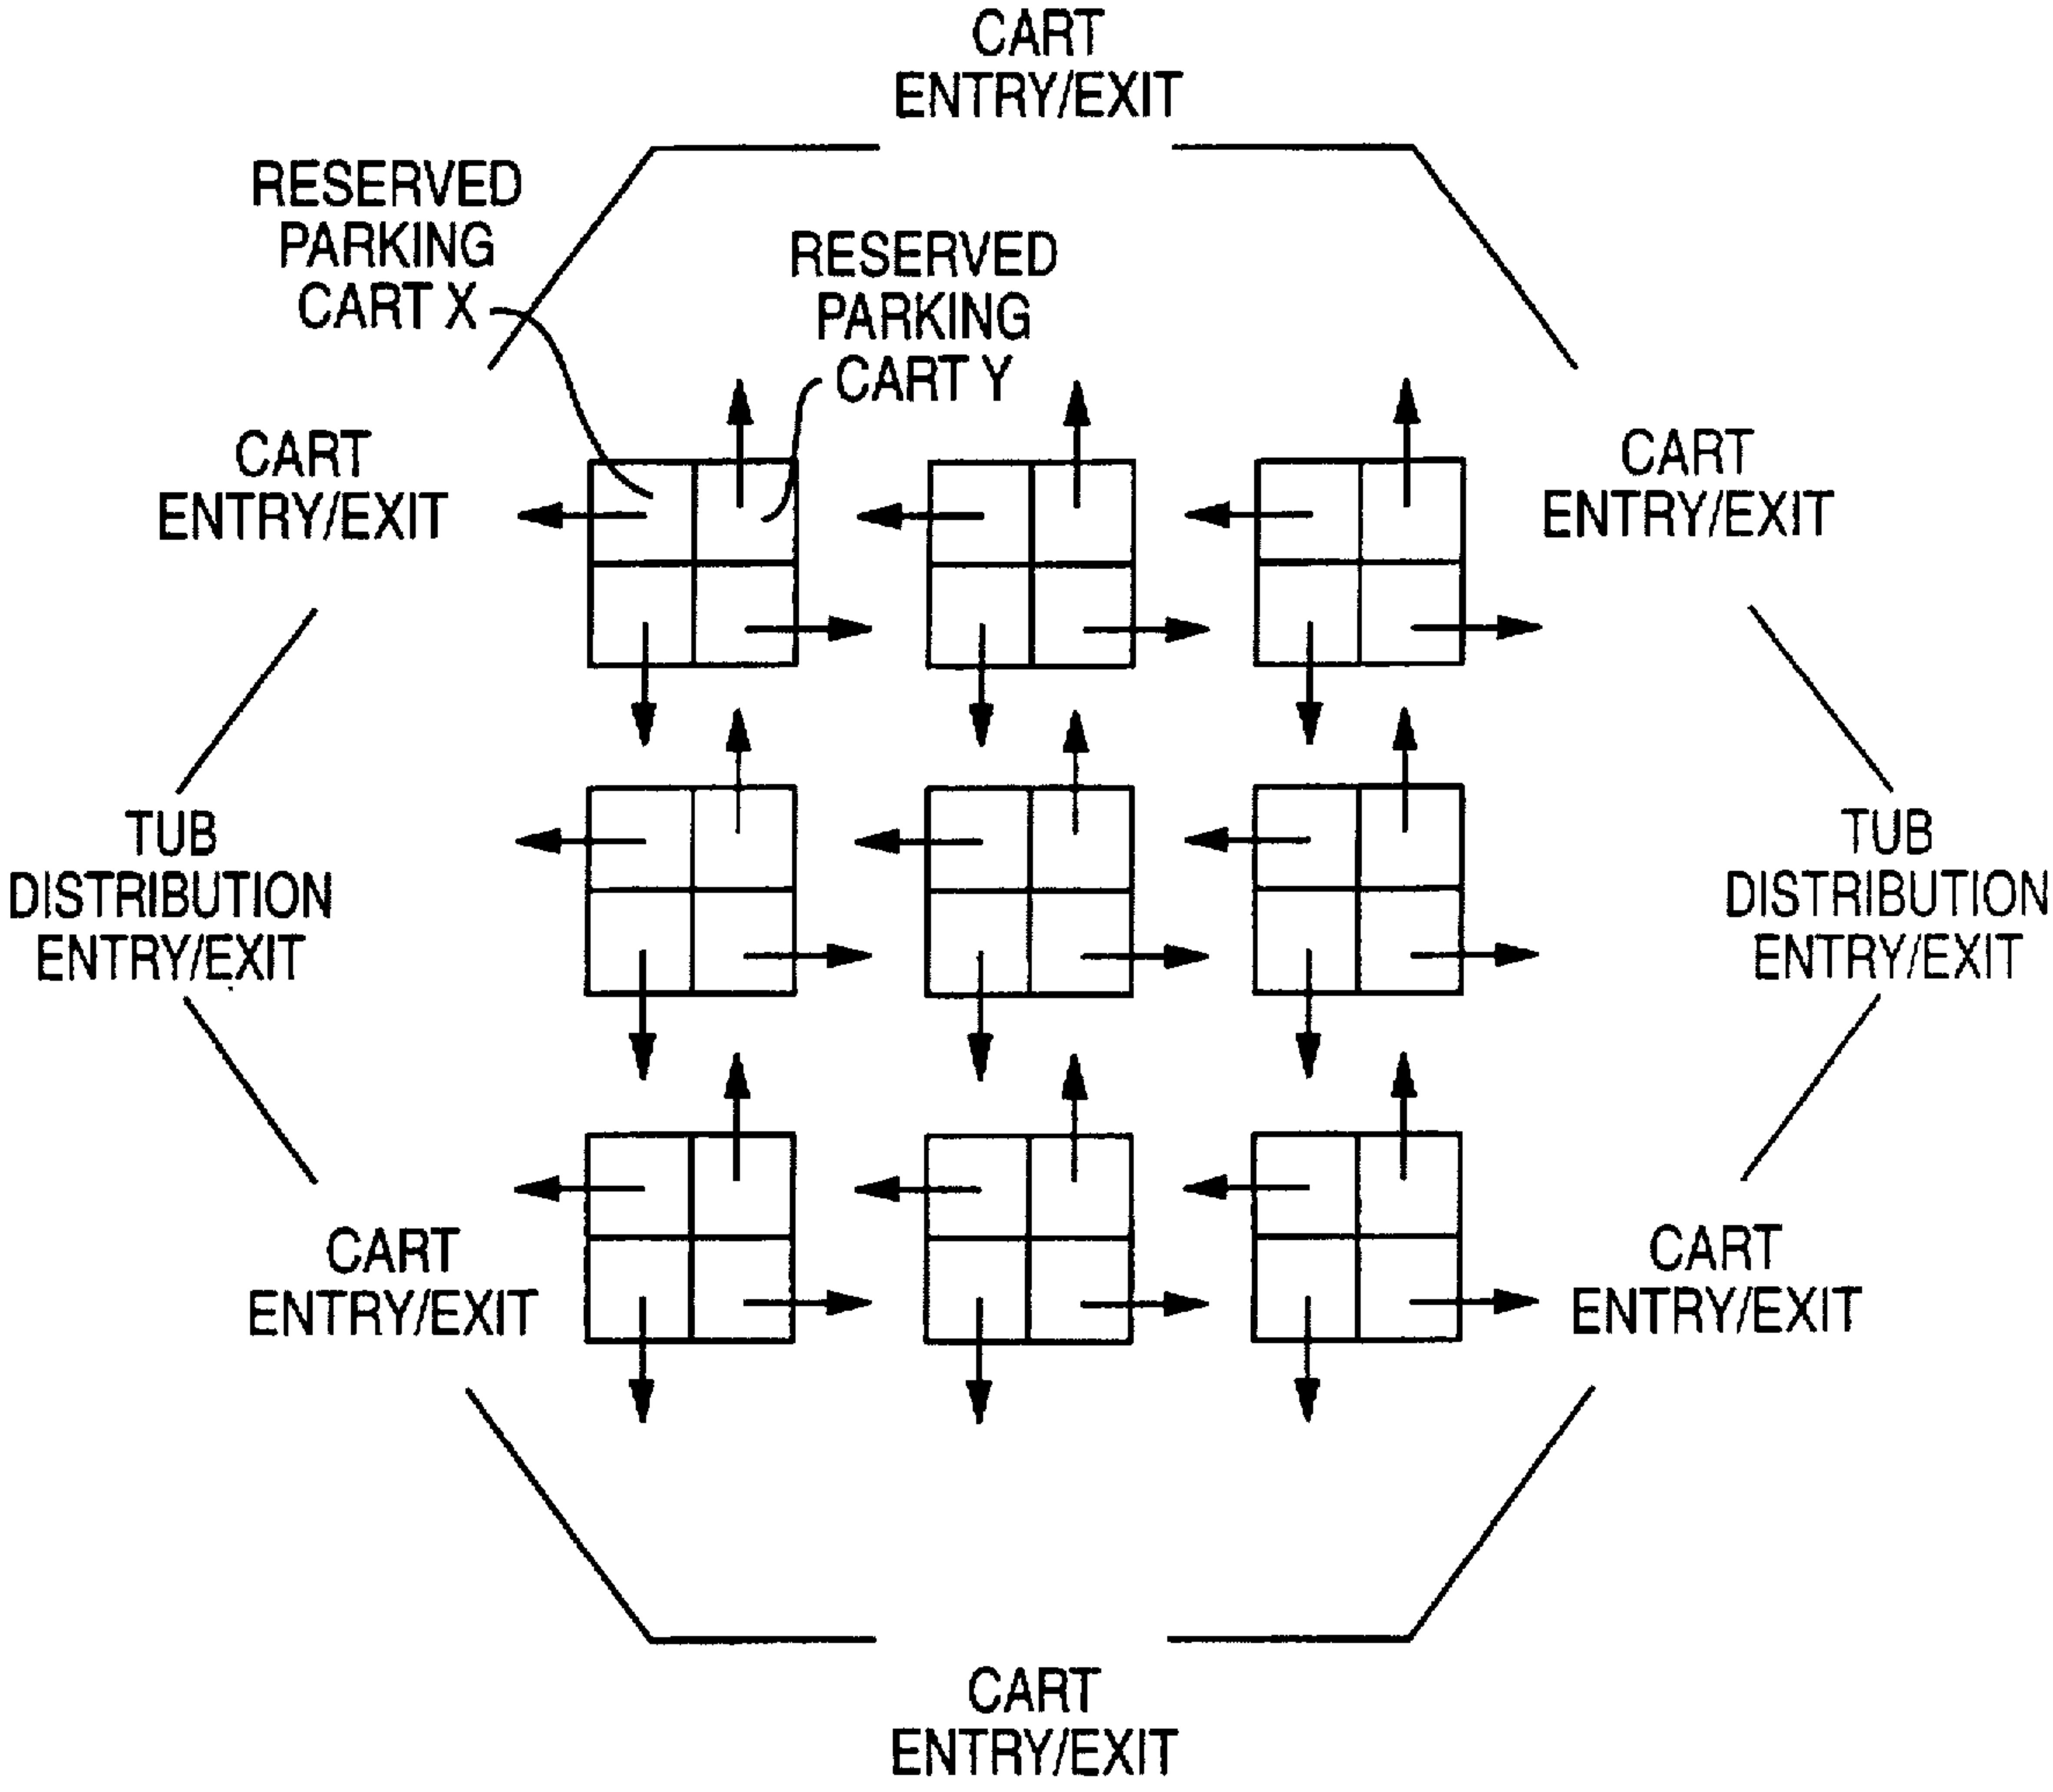 CART
ENTRY/EXIT
RESERVED
PARKING
CART X
RESERVED
PARKING
CART Y
CART
ENTRY/EXIT
CART
ENTRY/EXIT
TUB
DISTRIBUTION
ENTRY/EXIT
TUB
DISTRIBUTION
ENTRY/EXIT
CART
ENTRY/EXIT
CART
ENTRY/EXIT
CART
ENTRY/EXIT